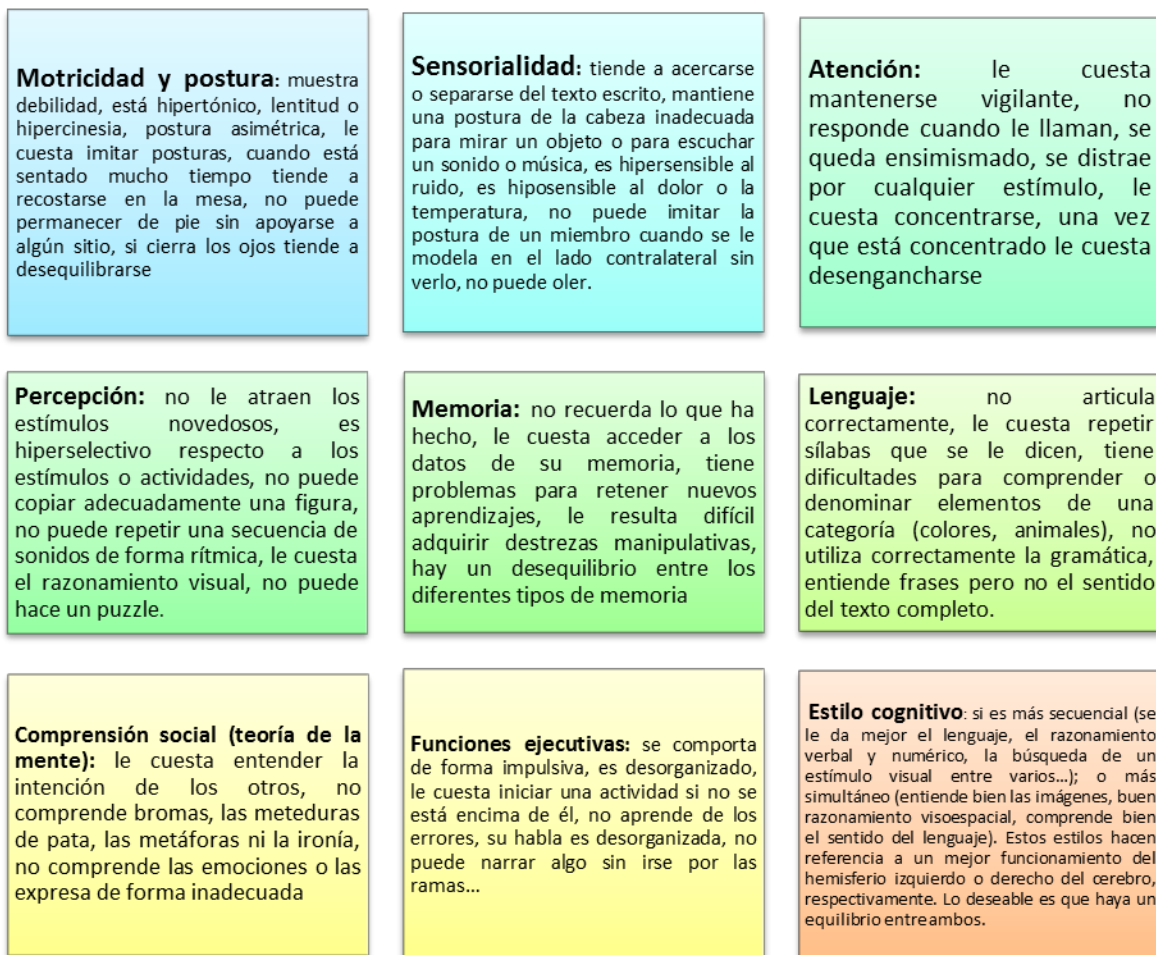 Motricidad y postura: muestra
debilidad, está hipertónico, lentitud o
hipercinesia, postura asimétrica, le
cuesta imitar posturas, cuando está
sentado mucho tiempo tiende a
recostarse en la mesa, no puede
permanecer de pie sin apoyarse a
algún sitio, si cierra los ojos tiende a
desequilibrarse
Sensorialidad: tiende a acercarse
o separarse del texto escrito, mantiene
una postura de la cabeza inadecuada
para mirar un objeto o para escuchar
un sonido o música, es hipersensible al
ruido, es hiposensible al dolor o la
temperatura, no puede imitar la
postura de un miembro cuando se le
modela en el lado contralateral sin
verlo, no puede oler.
Atención: le cuesta
mantenerse vigilante, no
responde cuando le llaman, se
queda ensimismado, se distrae
por cualquier estímulo, le
cuesta concentrarse, una vez
que está concentrado le cuesta
desengancharse
Percepción: no le atraen los
estímulos novedosos, es
hiperselectivo respecto a los
estímulos o actividades, no puede
copiar adecuadamente una figura,
no puede repetir una secuencia de
sonidos de forma rítmica, le cuesta
el razonamiento visual, no puede
hace un puzzle.
Memoria: no recuerda lo que ha
hecho, le cuesta acceder a los
datos de su memoria, tiene
problemas para retener nuevos
aprendizajes, le resulta difícil
adquirir destrezas manipulativas,
hay un desequilibrio entre los
diferentes tipos de memoria
Lenguaje: no articula
correctamente, le cuesta repetir
sílabas que se le dicen, tiene
dificultades para comprender o
denominar elementos de una
categoría (colores, animales), no
utiliza correctamente la gramática,
entiende frases pero no el sentido
del texto completo.
Comprensión social (teoría de la
mente): le cuesta entender la
intención de los otros, no
comprende bromas, las meteduras
de pata, las metáforas ni la ironía,
no comprende las emociones o las
expresa de forma inadecuada
Funciones ejecutivas: se comporta
de forma impulsiva, es desorganizado,
le cuesta iniciar una actividad si no se
está encima de él, no aprende de los
errores, su habla es desorganizada, no
puede narrar algo sin irse por las
ramas...
Estilo cognitivo: si es más secuencial (se
le da mejor el lenguaje, el razonamiento
verbal y numérico, la búsqueda de un
estímulo visual entre varios...); o más
simultáneo (entiende bien las imágenes, buen
razonamiento visoespacial, comprende bien
el sentido del lenguaje). Estos estilos hacen
referencia a un mejor funcionamiento del
hemisferio izquierdo o derecho del cerebro,
respectivamente. Lo deseable es que haya un
equilibrio entre ambos.